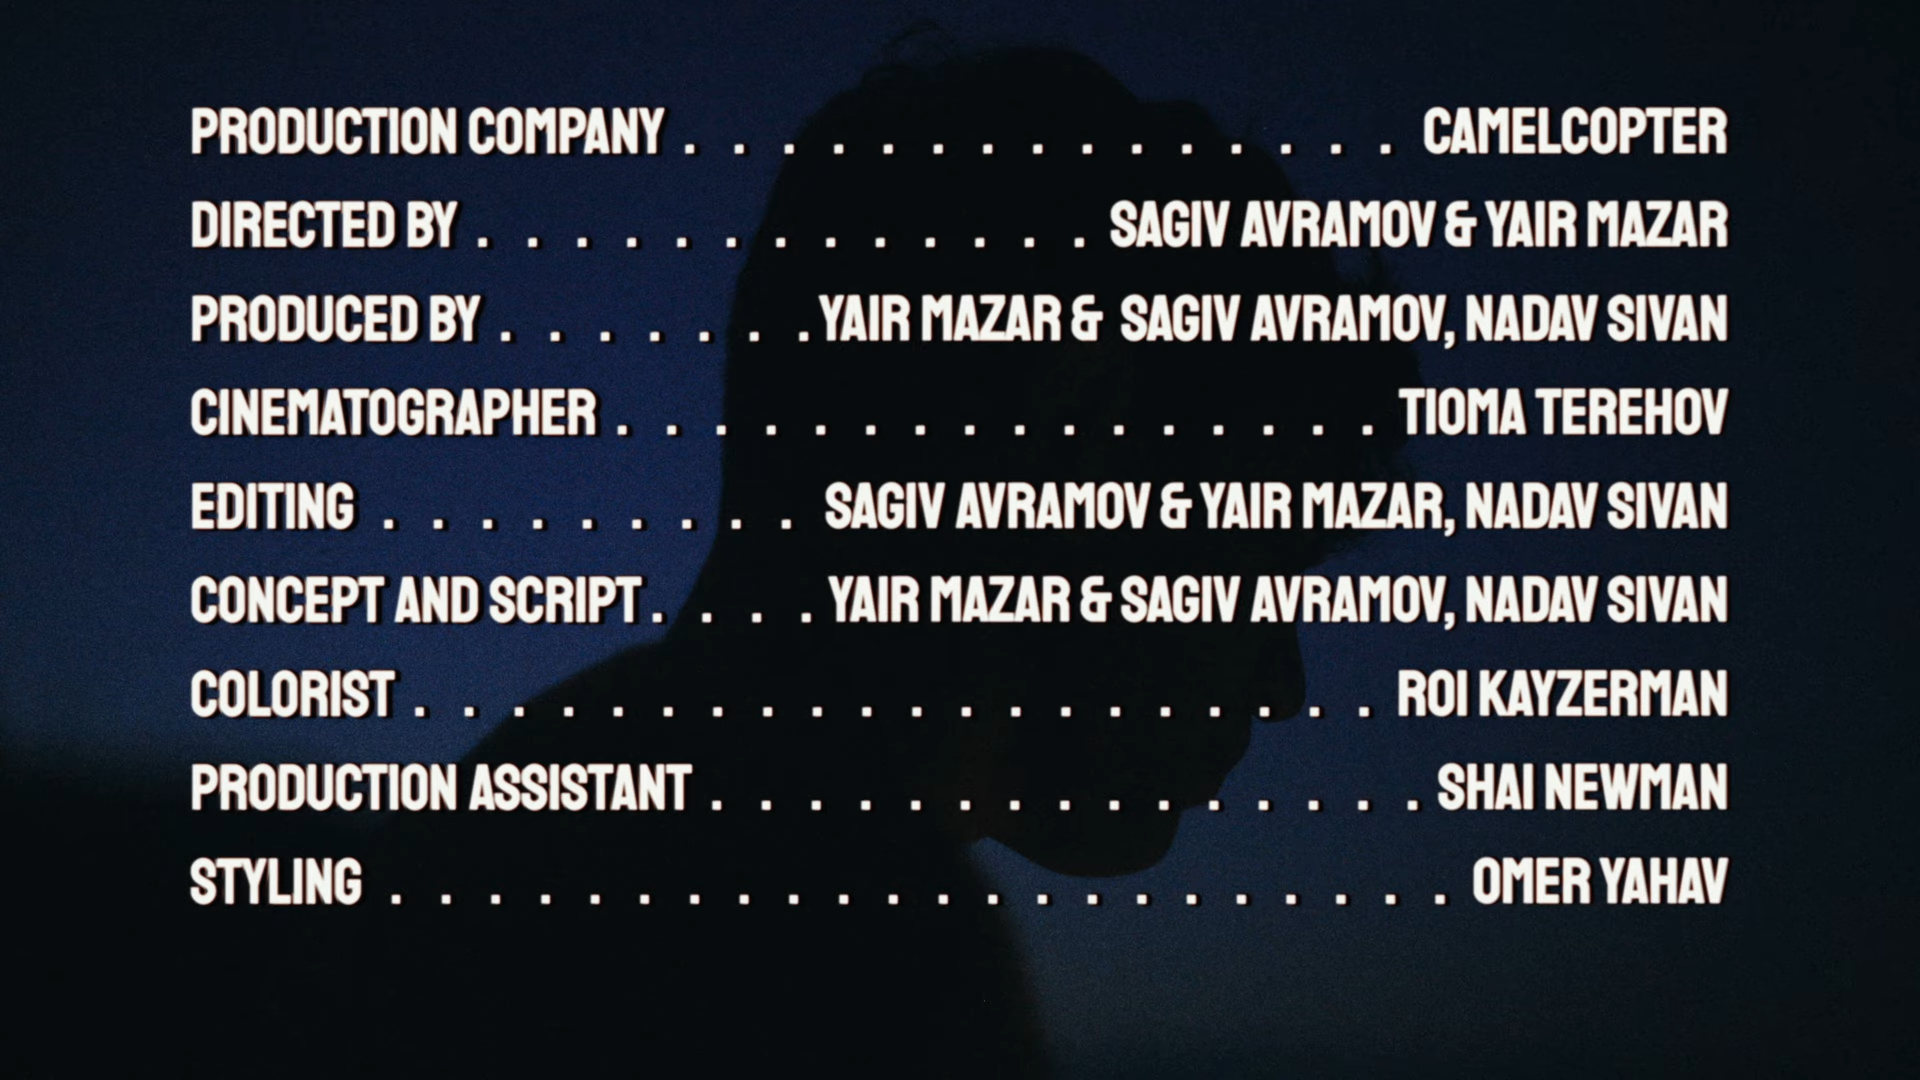 PRODUCTION COMPANY . . . . . . . . . . . . . . . CAMELCOPTER
DIRECTED BY . . . . . . . . . . . . . SAGIV AVRAMOV & YAIR MAZAR
PRODUCED BY . . . . . . . YAIR MAZAR & SAGIV AVRAMOV, NADAV SIVAN
CINEMATOGRAPHER . . . . . . . . . . . . . . . . TIOMA TEREHOV
EDITING . . . . . . . . . SAGIV AVRAMOV & YAIR MAZAR, NADAV SIVAN
CONCEPT AND SCRIPT . . . . YAIR MAZAR & SAGIV AVRAMOV, NADAV SIVAN
COLORIST . . . . . . . . . . . . . . . . . . . . ROI KAYZERMAN
PRODUCTION ASSISTANT . . . . . . . . . . . . . . . SHAI NEWMAN
STYLING . . . . . . . . . . . . . . . . . . . . . . OMER YAHAV